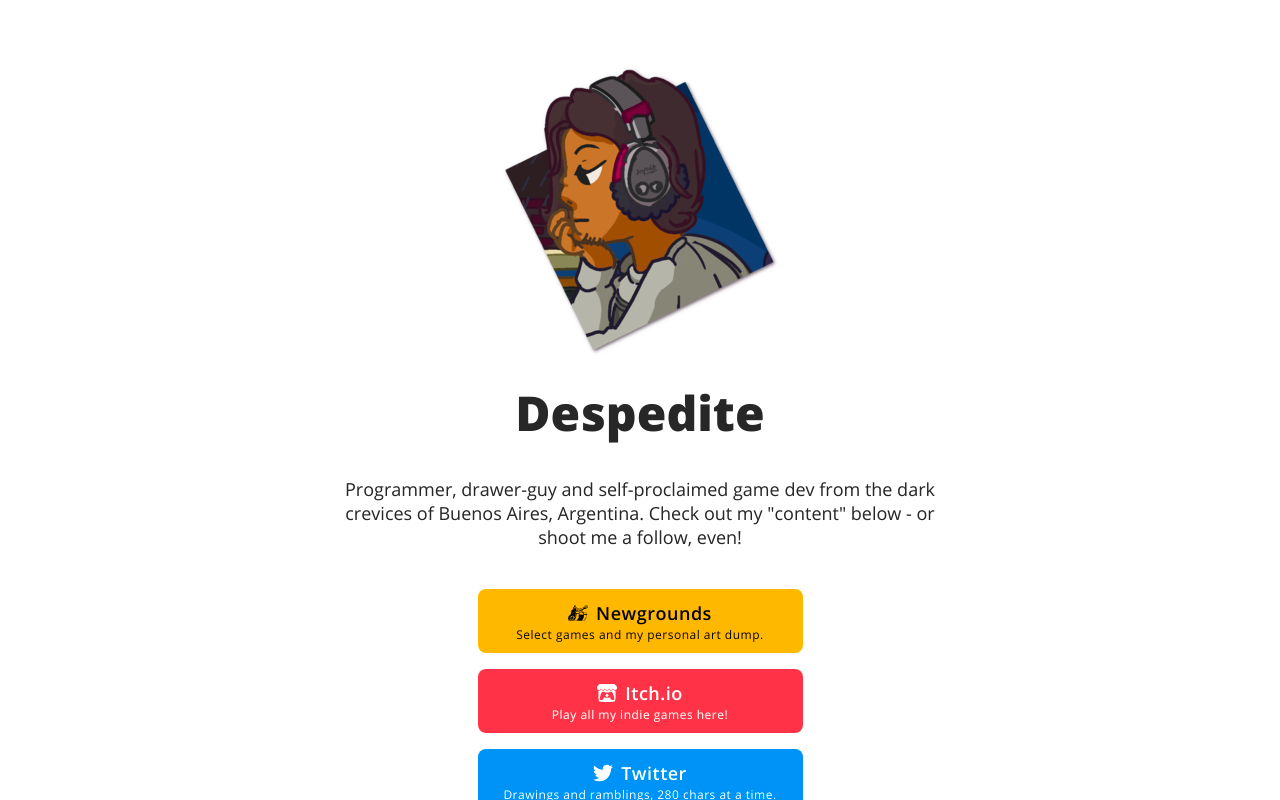 Despedite
Programmer, drawer-guy and self-proclaimed game dev from the dark
crevices of Buenos Aires, Argentina. Check out my "content" below - or
shoot me a follow, even!
Newgrounds
Select games and my personal art dump.
Itch.io
Play all my indie games here!
Twitter
Drawings and ramblings, 280 chars at a time.